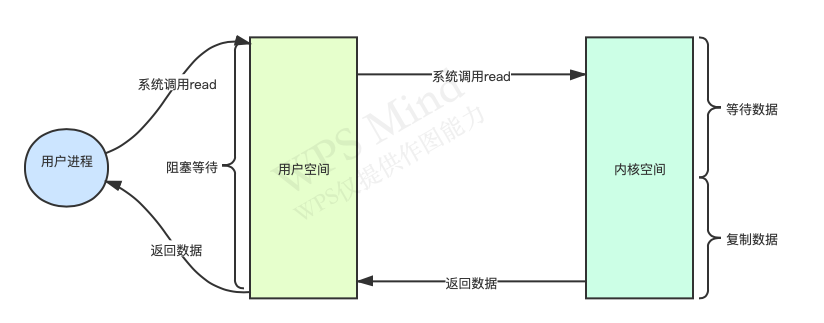 系统调用read
系统调用read
等待数据
用户进程
阻塞等待
用户空间
内核空间
返回数据
返回数据
复制数据
WPS Mind
WPS仅提供作图能力